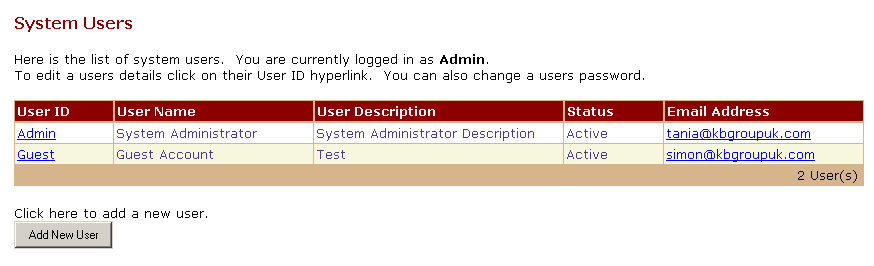 System Users
Here is the list of system users. You are currently logged in as Admin.
To edit a users details click on their User ID hyperlink. You can also change a users password.
User ID User Name User Description Status Email Address
Admin System Administrator System Administrator Description Active tania@kbgroupuk.com
Guest Guest Account Test Active simon@kbgroupuk.com
2 User(s)
Click here to add a new user.
Add New User